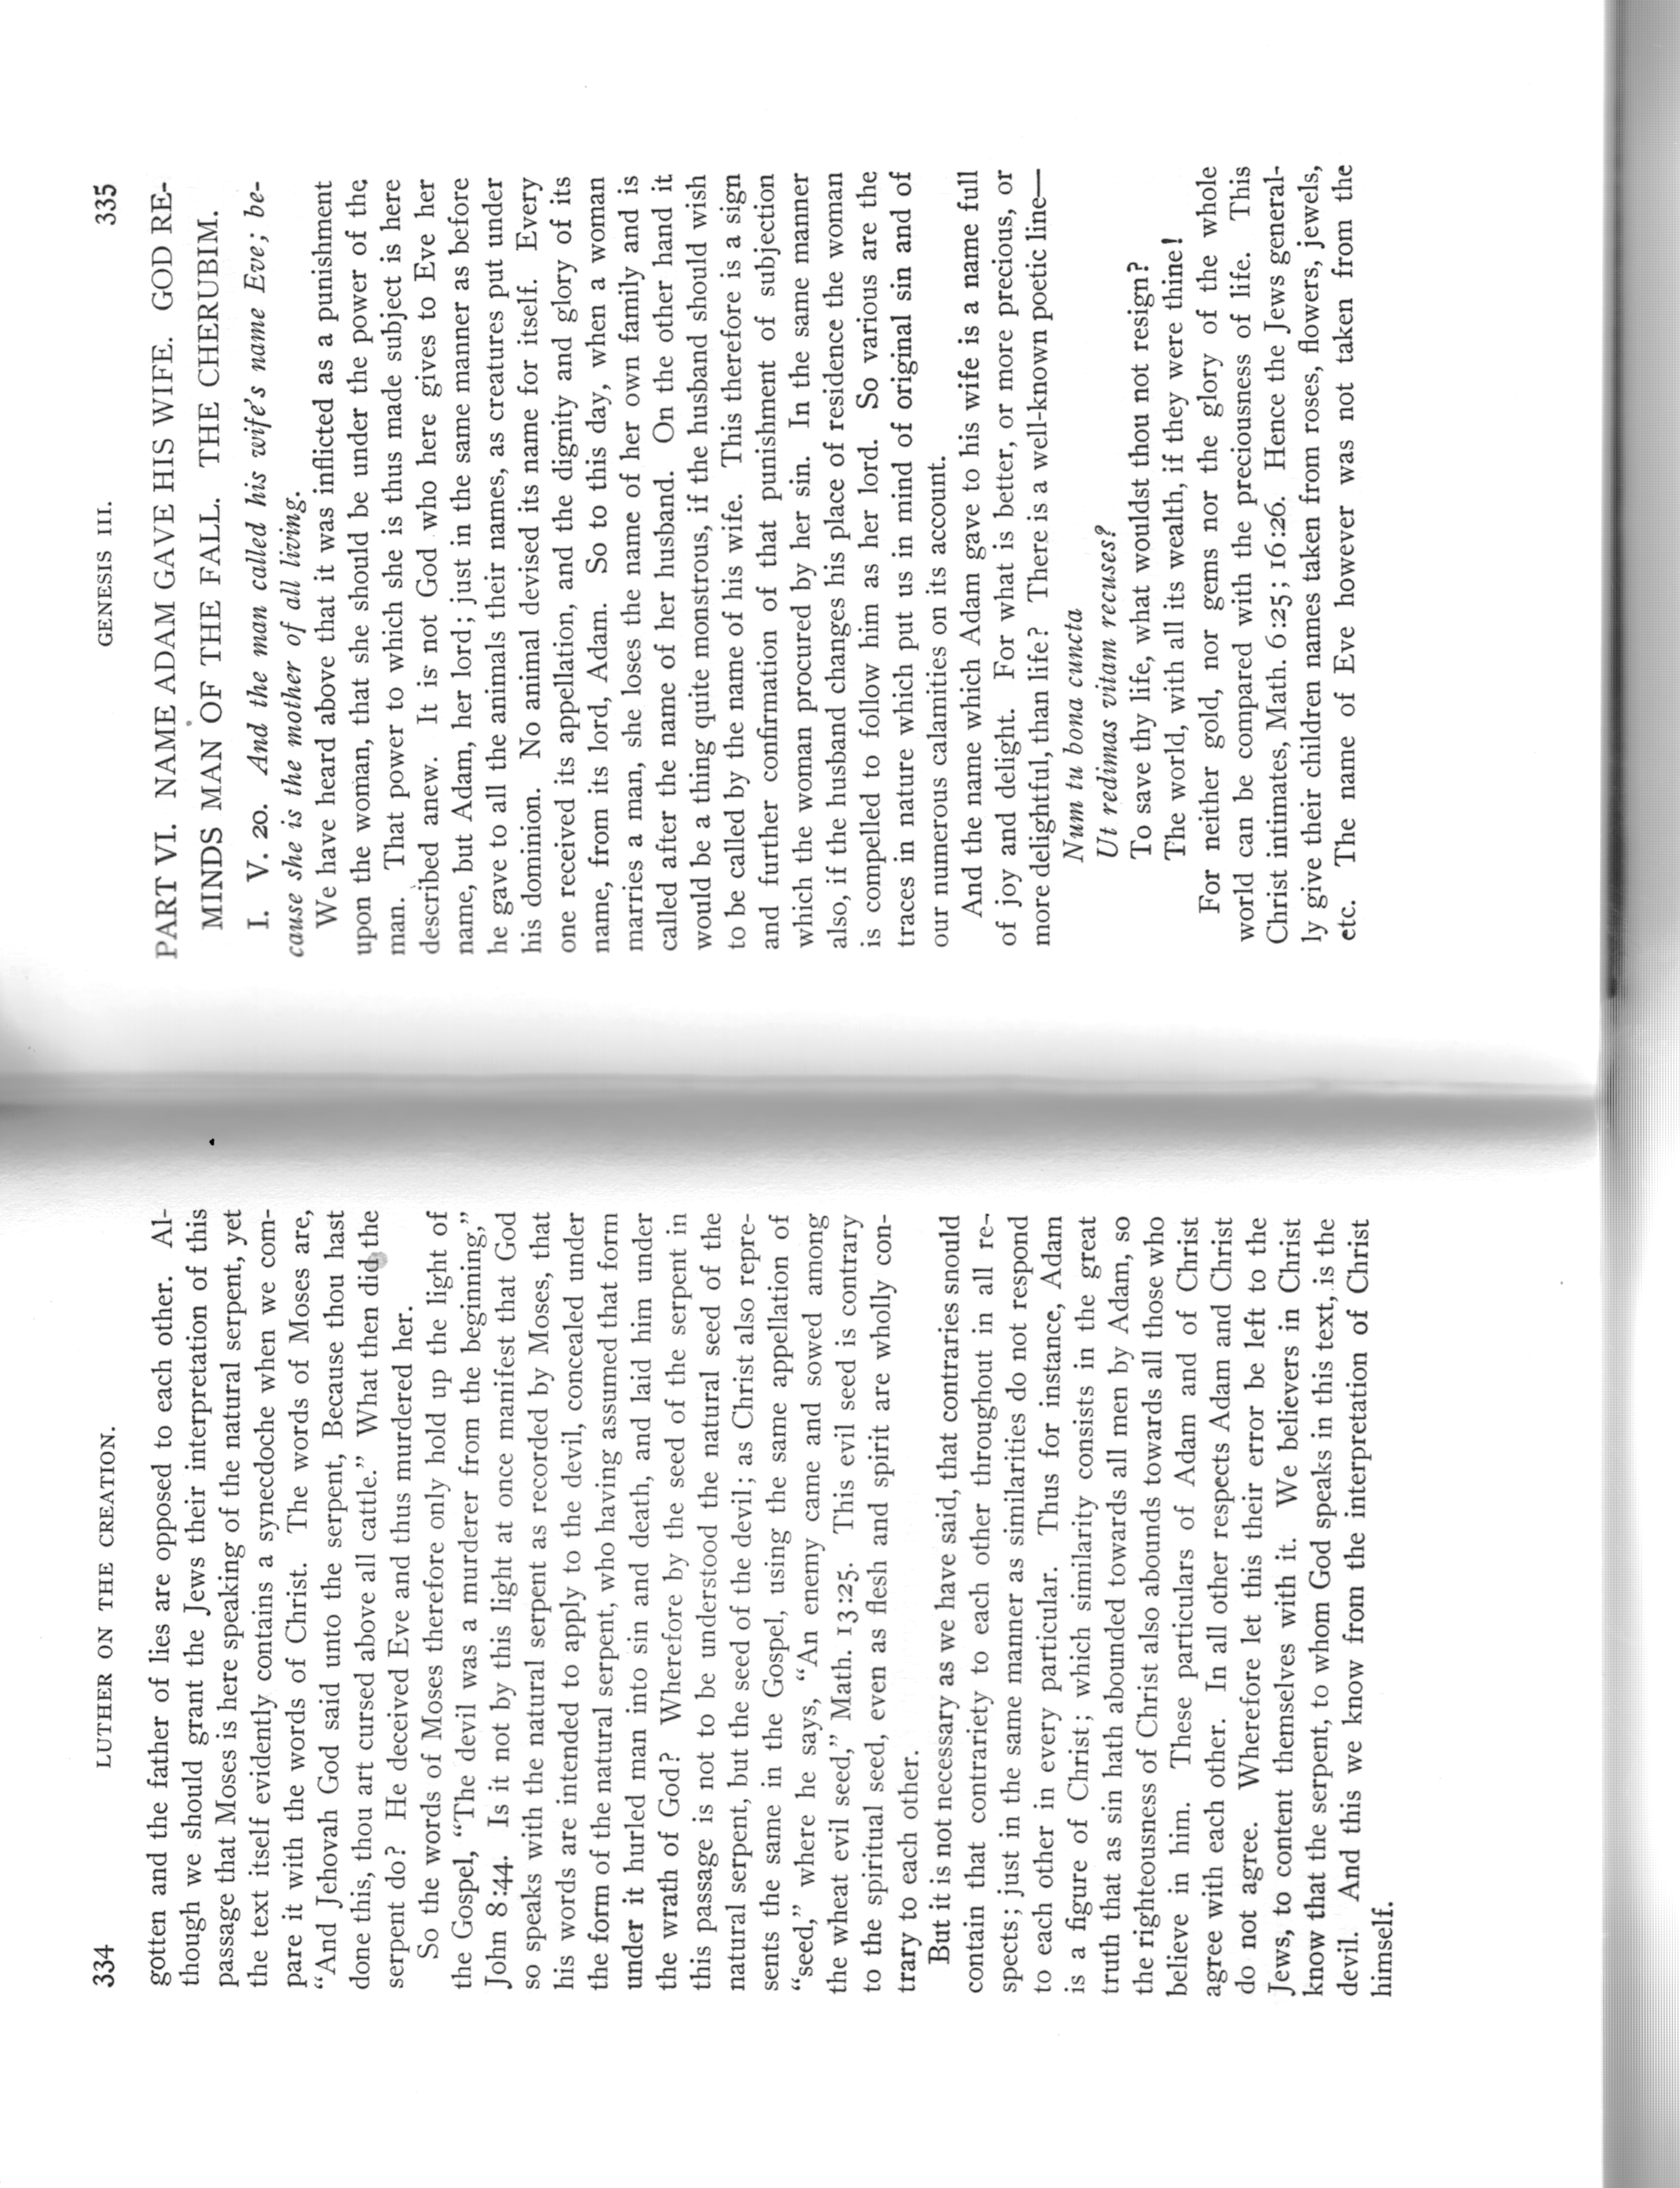 334 LUTHER ON THE CREATION.
gotten and the father of lies are opposed to each other. Al-
though we should grant the Jews their interpretation of this
passage that Moses is here speaking of the natural serpent, yet
the text itself evidently contains a synecdoche when we com-
pare it with the words of Christ. The words of Moses are,
“And Jehovah God said unto the serpent, Because thou hast
done this, thou art cursed above all cattle.” What then did the
serpent do? He deceived Eve and thus murdered her.
So the words of Moses therefore only hold up the light of
the Gospel, “The devil was a murderer from the beginning,”
John 8:44. Is it not by this light at once manifest that God
so speaks with the natural serpent as recorded by Moses, that
his words are intended to apply to the devil, concealed under
the form of the natural serpent, who having assumed that form
under it hurled man into sin and death, and laid him under
the wrath of God? Wherefore by the seed of the serpent in
this passage is not to be understood the natural seed of the
natural serpent, but the seed of the devil; as Christ also repre-
sents the same in the Gospel, using the same appellation of
“seed,” where he says, “An enemy came and sowed among
the wheat evil seed,” Math. 13:25. This evil seed is contrary
to the spiritual seed, even as flesh and spirit are wholly con-
trary to each other.
But it is not necessary as we have said, that contraries snould
contain that contrariety to each other throughout in all re-
spects; just in the same manner as similarities do not respond
to each other in every particular. Thus for instance, Adam
is a figure of Christ; which similarity consists in the great
truth that as sin hath abounded towards all men by Adam, so
the righteousness of Christ also abounds towards all those who
believe in him. These particulars of Adam and of Christ
agree with each other. In all other respects Adam and Christ
do not agree. Wherefore let this their error be left to the
Jews, to content themselves with it. We believers in Christ
know that the serpent, to whom God speaks in this text, is the
devil. And this we know from the interpretation of Christ
himself.
GENESIS III. 335
PART VI. NAME ADAM GAVE HIS WIFE. GOD RE-
MINDS MAN OF THE FALL. THE CHERUBIM.
I. V. 20. And the man called his wife's name Eve; be-
cause she is the mother of all living.
We have heard above that it was inflicted as a punishment
upon the woman, that she should be under the power of the
man. That power to which she is thus made subject is here
described anew. It is not God who here gives to Eve her
name, but Adam, her lord; just in the same manner as before
he gave to all the animals their names, as creatures put under
his dominion. No animal devised its name for itself. Every
one received its appellation, and the dignity and glory of its
name, from its lord, Adam. So to this day, when a woman
marries a man, she loses the name of her own family and is
called after the name of her husband. On the other hand it
would be a thing quite monstrous, if the husband should wish
to be called by the name of his wife. This therefore is a sign
and further confirmation of that punishment of subjection
which the woman procured by her sin. In the same manner
also, if the husband changes his place of residence the woman
is compelled to follow him as her lord. So various are the
traces in nature which put us in mind of original sin and of
our numerous calamities on its account.
And the name which Adam gave to his wife is a name full
of joy and delight. For what is better, or more precious, or
more delightful, than life? There is a well-known poetic line—
Num tu bona cuncta
Ut redimas vitam recuses?
To save thy life, what wouldst thou not resign?
The world, with all its wealth, if they were thine!
For neither gold, nor gems nor the glory of the whole
world can be compared with the preciousness of life. This
Christ intimates, Math. 6:25; 16:26. Hence the Jews general-
ly give their children names taken from roses, flowers, jewels,
etc. The name of Eve however was not taken from the